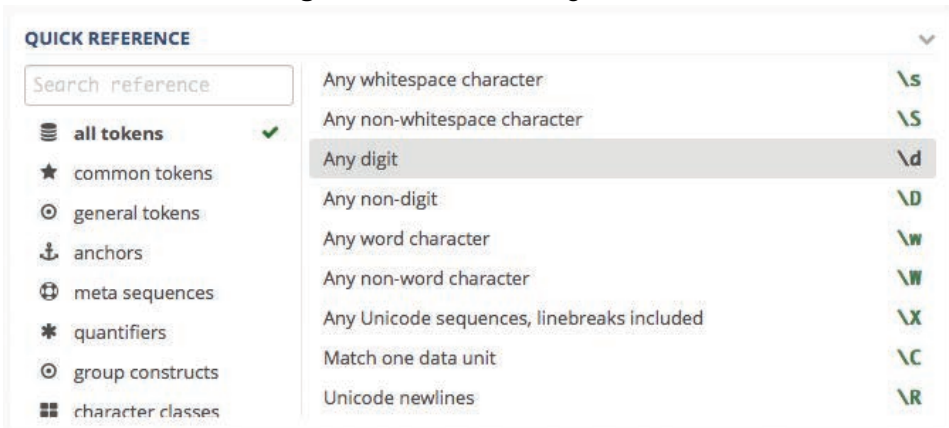 QUICK REFERENCE
Search reference
all tokens
common tokens
general tokens
anchors
meta sequences
quantifiers
group constructs
character classes
Any whitespace character \s
Any non-whitespace character \S
Any digit \d
Any non-digit \D
Any word character \w
Any non-word character \W
Any Unicode sequences, linebreaks included \X
Match one data unit \C
Unicode newlines \R